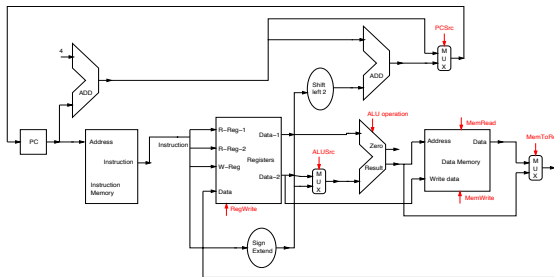 PCSrc
4
ADD
Shift
left 2
ADD
M
U
X
PC
Address
Instruction
Instruction
Memory
Instruction
R-Reg-1
R-Reg-2
W-Reg
Data
Registers
Data-1
Data-2
RegWrite
Sign
Extend
ALUSrc
M
U
X
ALU operation
Zero
Result
MemRead
Address
Data
Data Memory
Write data
MemWrite
MemToRe
M
U
X